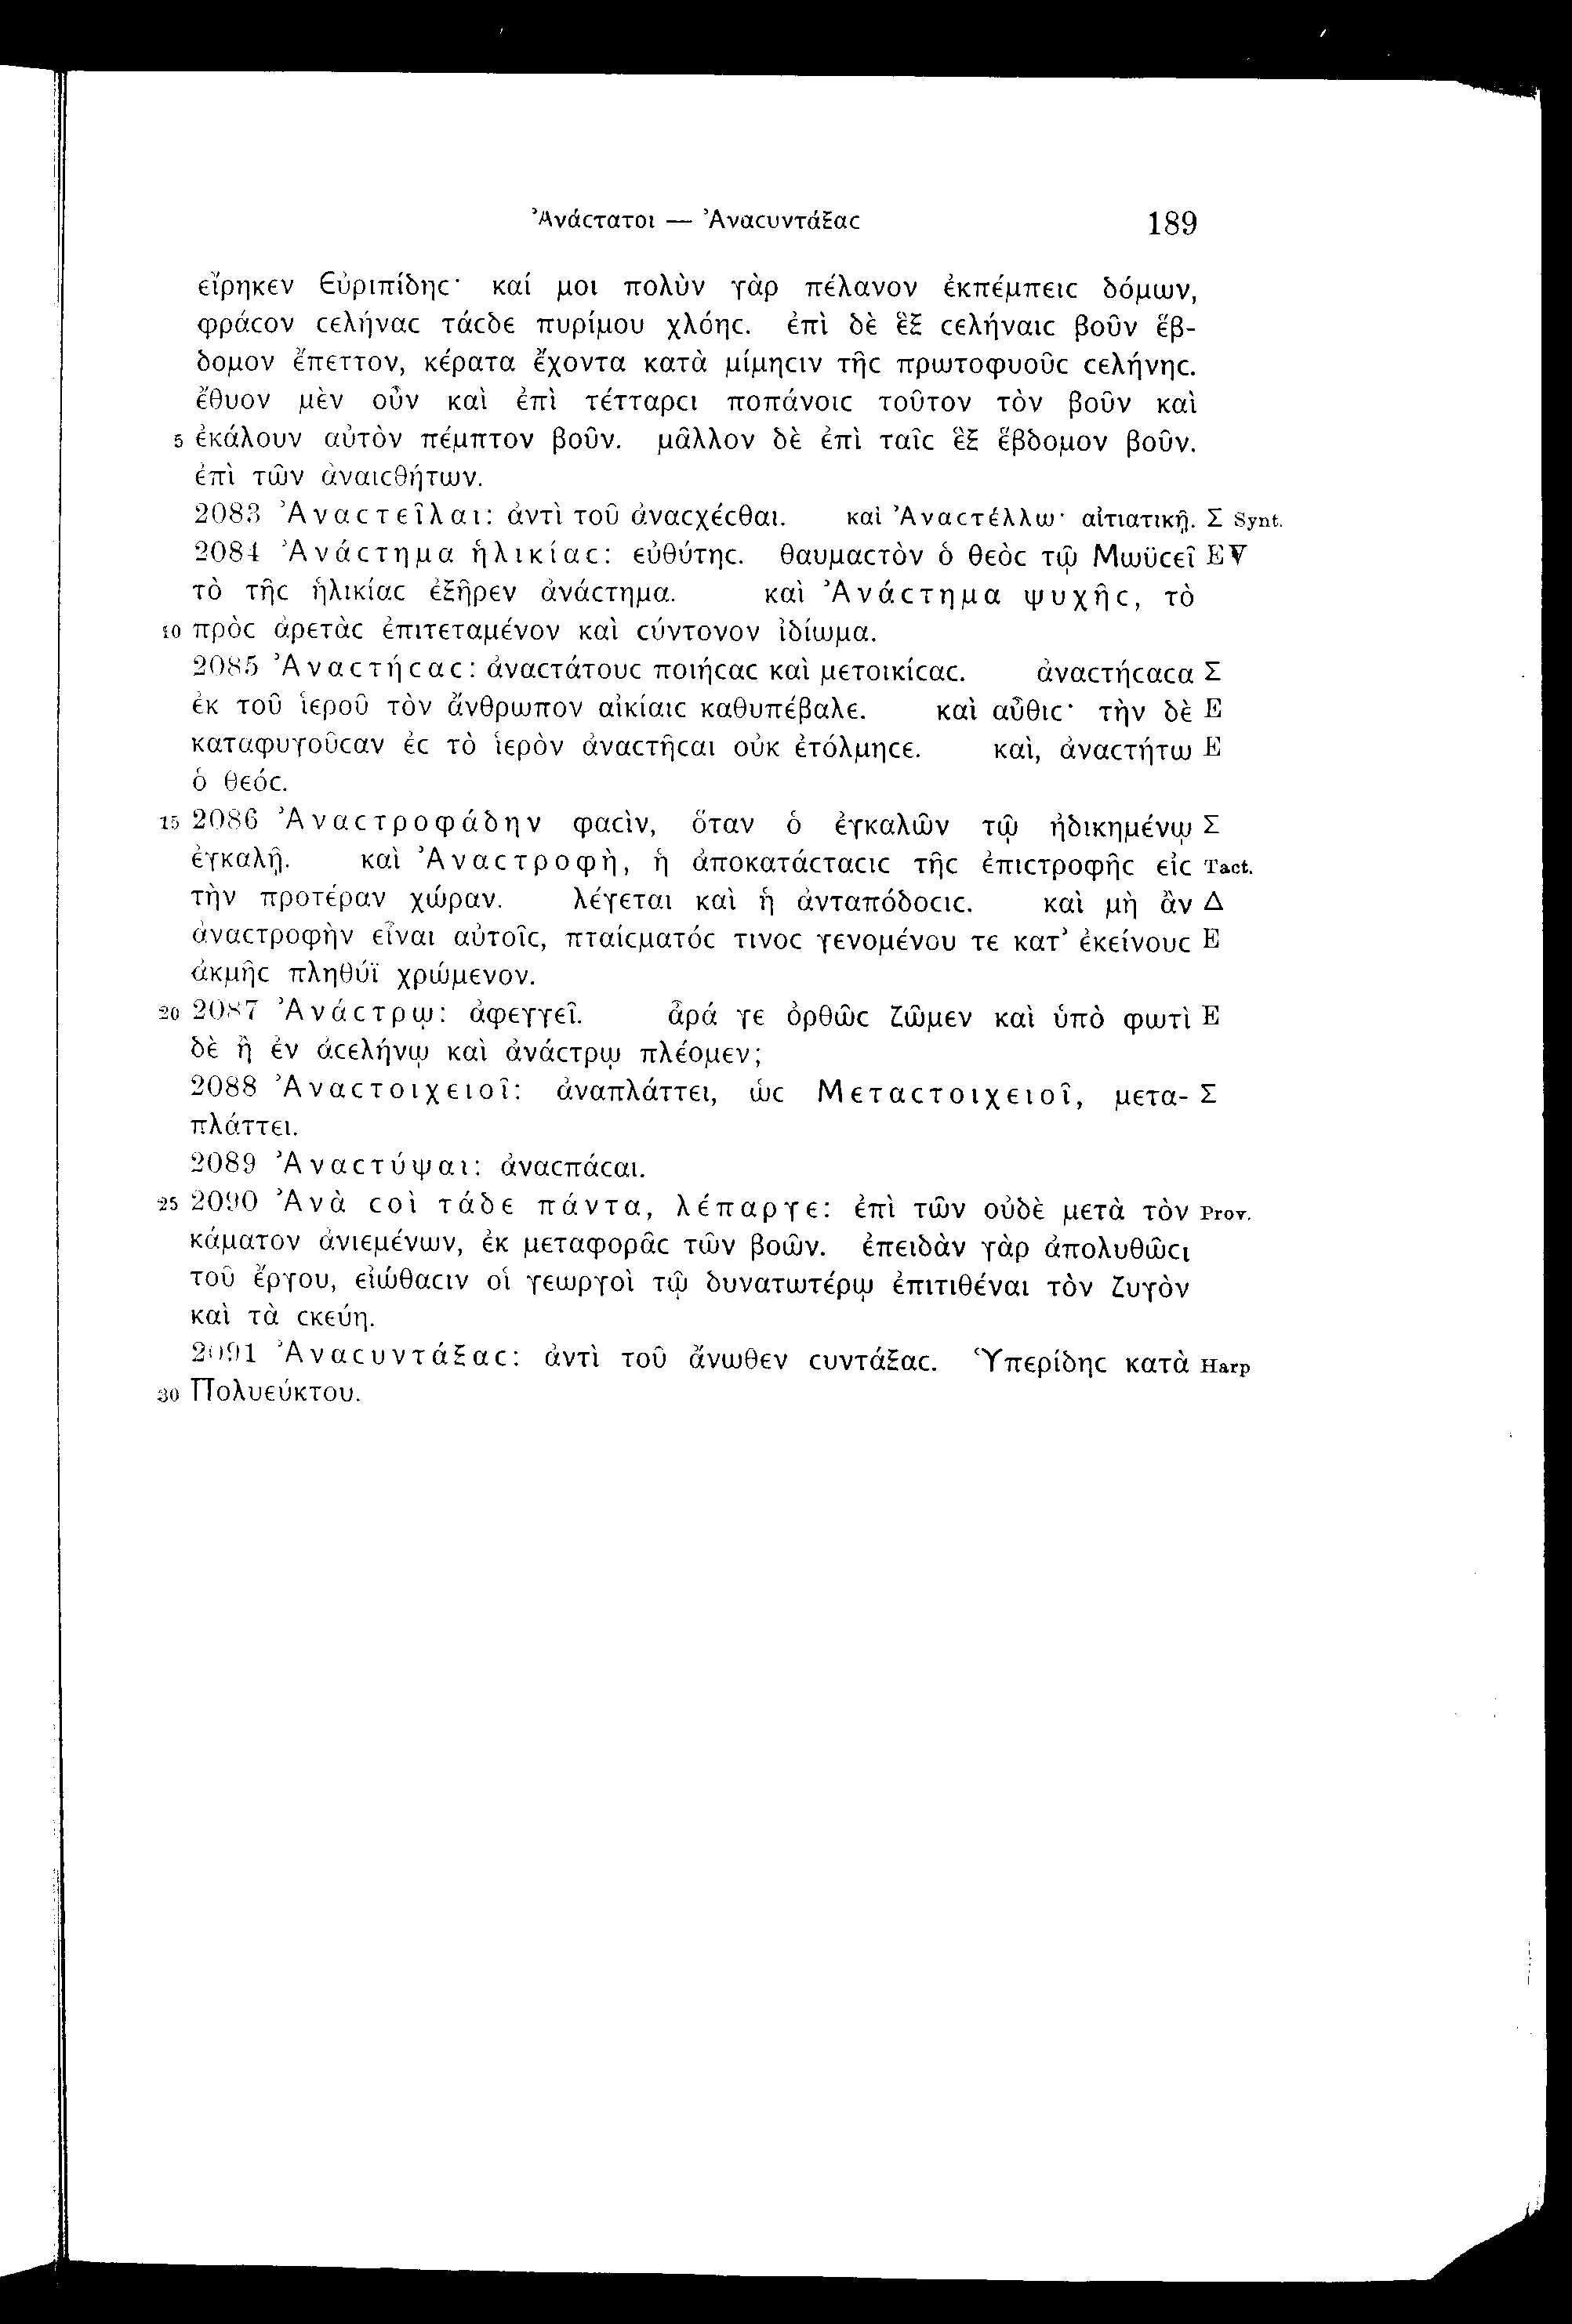 Ἀνάϲτατοι — Ἀναϲυντάξαϲ 189
εἴρηκεν Εὐριπίδηϲ· καί μοι πολὺν γὰρ πέλανον ἐκπέμπειϲ δόμων,
φράϲον ϲελήναϲ τάϲδε πυρίμου χλόηϲ. ἐπὶ δὲ ἓξ ϲελήναιϲ βοῦν ἕβ-
δομον ἔπεττον, κέρατα ἔχοντα κατὰ μίμηϲιν τῆϲ πρωτοφυοῦϲ ϲελήνηϲ.
ἔθυον μὲν οὖν καὶ ἐπὶ τέτταρϲι ποπάνοιϲ τοῦτον τὸν βοῦν καὶ
5 ἐκάλουν αὐτὸν πέμπτον βοῦν. μᾶλλον δὲ ἐπὶ ταῖϲ ἓξ ἕβδομον βοῦν.
ἐπὶ τῶν ἀναιϲθήτων.
2083 Ἀναϲτεῖλαι: ἀντὶ τοῦ ἀναϲχέϲθαι. καὶ Ἀναϲτέλλω· αἰτιατικῇ. Σ Synt.
2084 Ἀνάϲτημα ἡλικίαϲ: εὐθύτηϲ. θαυμαϲτὸν ὁ θεὸϲ τῷ Μωϋϲεῖ EV
τὸ τῆϲ ἡλικίαϲ ἐξῆρεν ἀνάϲτημα. καὶ Ἀνάϲτημα ψυχῆϲ, τὸ
10 πρὸϲ ἀρετὰϲ ἐπιτεταμένον καὶ ϲύντονον ἰδίωμα.
2085 Ἀναϲτήϲαϲ: ἀναϲτάτουϲ ποιήϲαϲ καὶ μετοικίϲαϲ. ἀναϲτήϲαϲα Σ
ἐκ τοῦ ἱεροῦ τὸν ἄνθρωπον αἰκίαιϲ καθυπέβαλε. καὶ αὖθιϲ· τὴν δὲ E
καταφυγοῦϲαν ἐϲ τὸ ἱερὸν ἀναϲτῆϲαι οὐκ ἐτόλμηϲε. καὶ, ἀναϲτήτω E
ὁ θεόϲ.
15 2086 Ἀναϲτροφάδην φαϲὶν, ὅταν ὁ ἐγκαλῶν τῷ ἠδικημένῳ Σ
ἐγκαλῇ. καὶ Ἀναϲτροφὴ, ἡ ἀποκατάϲταϲιϲ τῆϲ ἐπιϲτροφῆϲ εἰϲ Tact.
τὴν προτέραν χώραν. λέγεται καὶ ἡ ἀνταπόδοϲιϲ. καὶ μὴ ἂν Δ
ἀναϲτροφὴν εἶναι αὐτοῖϲ, πταίϲματόϲ τινοϲ γενομένου τε κατ’ ἐκείνουϲ E
ἀκμῆϲ πληθύϊ χρώμενον.
20 2087 Ἀνάϲτρῳ: ἀφεγγεῖ. ἆρά γε ὀρθῶϲ ζῶμεν καὶ ὑπὸ φωτὶ E
δὲ ἢ ἐν ἀϲελήνῳ καὶ ἀνάϲτρῳ πλέομεν;
2088 Ἀναϲτοιχειοῖ: ἀναπλάττει, ὡϲ Μεταϲτοιχειοῖ, μετα- Σ
πλάττει.
2089 Ἀναϲτύψαι: ἀναϲπάϲαι.
25 2090 Ἀνὰ ϲοὶ τάδε πάντα, λέπαργε: ἐπὶ τῶν οὐδὲ μετὰ τὸν Prov.
κάματον ἀνιεμένων, ἐκ μεταφορᾶϲ τῶν βοῶν. ἐπειδὰν γὰρ ἀπολυθῶϲι
τοῦ ἔργου, εἰώθαϲιν οἱ γεωργοὶ τῷ δυνατωτέρῳ ἐπιτιθέναι τὸν ζυγὸν
καὶ τὰ ϲκεύη.
2091 Ἀναϲυντάξαϲ: ἀντὶ τοῦ ἄνωθεν ϲυντάξαϲ. Ὑπερίδηϲ κατὰ Harp
30 Πολυεύκτου.